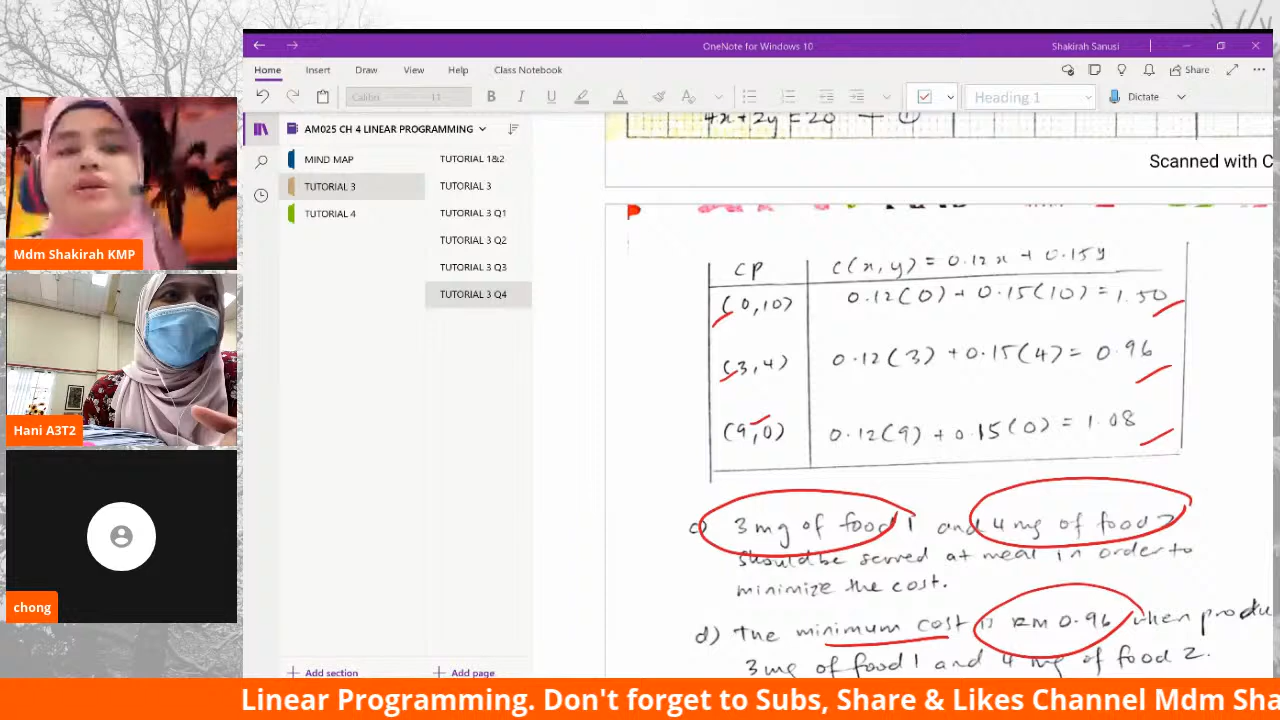 OneNote for Windows 10
Shakirah Sanusi
Home Insert Draw View Help Class Notebook
Share
Calibri 11
B I U A
Heading 1
Dictate
AM025 CH 4 LINEAR PROGRAMMING
MIND MAP
TUTORIAL 3
TUTORIAL 4
TUTORIAL 1&2
TUTORIAL 3
TUTORIAL 3 Q1
TUTORIAL 3 Q2
TUTORIAL 3 Q3
TUTORIAL 3 Q4
Add section
Add page
Mdm Shakirah KMP
Hani A3T2
chong
4x+2y=20 — ①
Scanned with C
CP C(x,y) = 0.12x + 0.15y
(0,10) 0.12(0) + 0.15(10) = 1.50
(3,4) 0.12(3) + 0.15(4) = 0.96
(9,0) 0.12(9) + 0.15(0) = 1.08
c) 3 mg of food 1 and 4 mg of food 2
should be served at meal in order to
minimize the cost.
d) The minimum cost is RM 0.96 when produ
3 mg of food 1 and 4 mg of food 2.
Linear Programming. Don't forget to Subs, Share & Likes Channel Mdm Sha